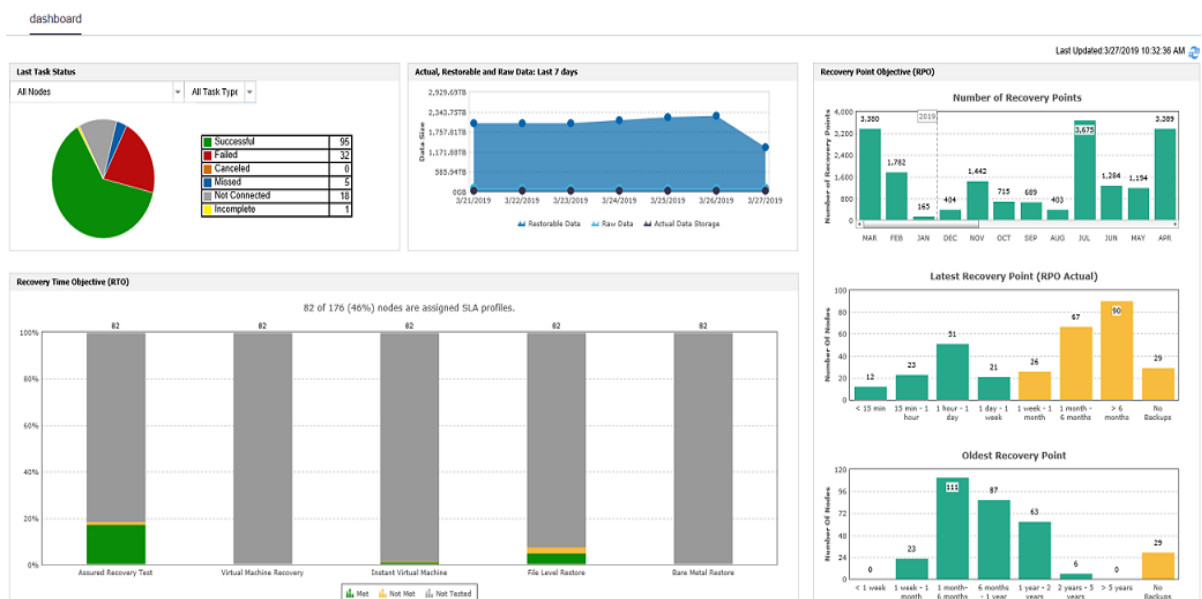 dashboard
Last Updated:3/27/2019 10:32:36 AM
Last Task Status
All Nodes
All Task Type
Successful 95
Failed 32
Canceled 0
Missed 5
Not Connected 18
Incomplete 1
Actual, Restorable and Raw Data: Last 7 days
Data Size
2,929.69TB
2,343.75TB
1,757.81TB
1,171.88TB
585.94TB
0GB
3/21/2019 3/22/2019 3/23/2019 3/24/2019 3/25/2019 3/26/2019 3/27/2019
Restorable Data Raw Data Actual Data Storage
Recovery Point Objective (RPO)
Number of Recovery Points
Number of Recovery Points
4,000
3,200
2,400
1,600
800
0
2019
3,380 1,782 165 404 1,442 715 689 403 3,675 1,284 1,194 3,389
MAR FEB JAN DEC NOV OCT SEP AUG JUL JUN MAY APR
Latest Recovery Point (RPO Actual)
Number Of Nodes
100
80
60
40
20
0
12 23 51 21 26 67 90 29
< 15 min 15 min - 1 hour 1 hour - 1 day 1 day - 1 week 1 week - 1 month 1 month - 6 months > 6 months No Backups
Oldest Recovery Point
Number Of Nodes
120
96
72
48
24
0
0 23 111 87 63 6 0 29
< 1 week 1 week - 1 month 1 month- 6 months 6 months - 1 year 1 year - 2 years 2 years - 5 years > 5 years No Backups
Recovery Time Objective (RTO)
82 of 176 (46%) nodes are assigned SLA profiles.
82 82 82 82 82
100%
80%
60%
40%
20%
0%
Assured Recovery Test Virtual Machine Recovery Instant Virtual Machine File Level Restore Bare Metal Restore
Met Not Met Not Tested